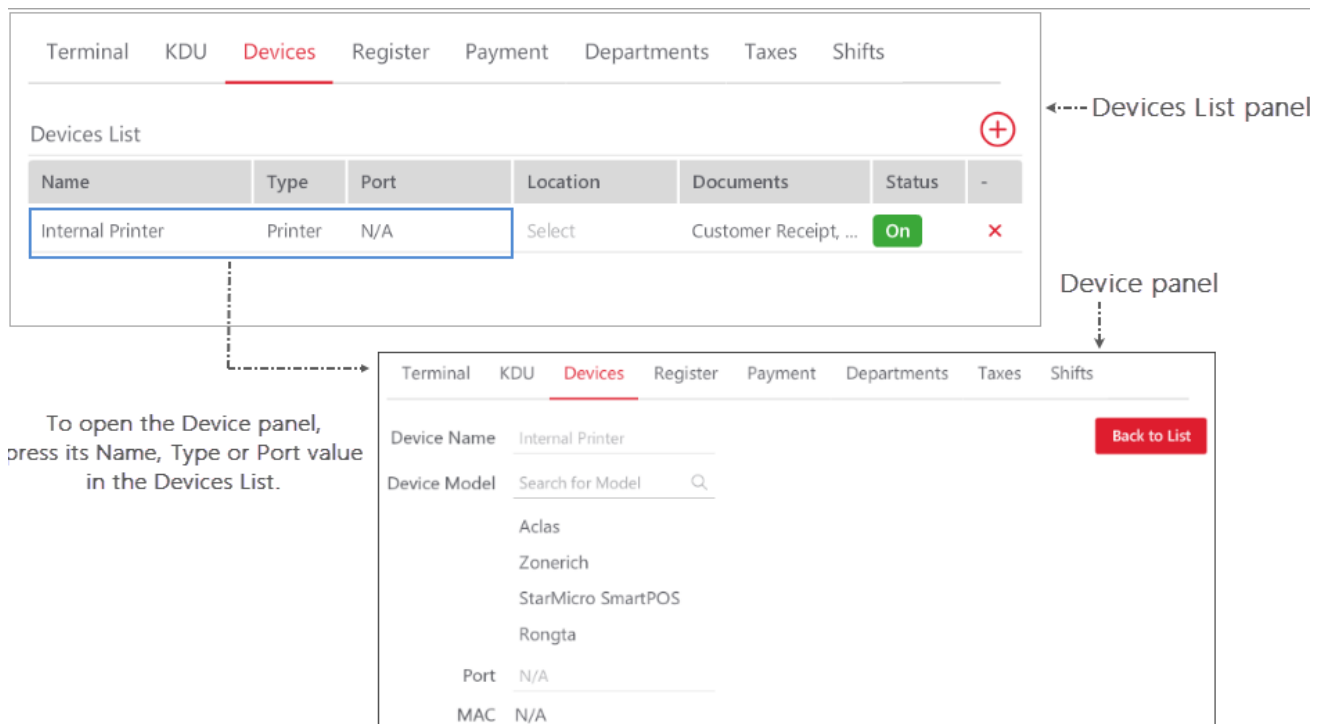 Terminal KDU Devices Register Payment Departments Taxes Shifts
Devices List panel
Devices List
Name Type Port Location Documents Status -
Internal Printer Printer N/A Select Customer Receipt, ... On
Device panel
Terminal KDU Devices Register Payment Departments Taxes Shifts
To open the Device panel,
press its Name, Type or Port value
in the Devices List.
Device Name Internal Printer Back to List
Device Model Search for Model
Aclas
Zonerich
StarMicro SmartPOS
Rongta
Port N/A
MAC N/A